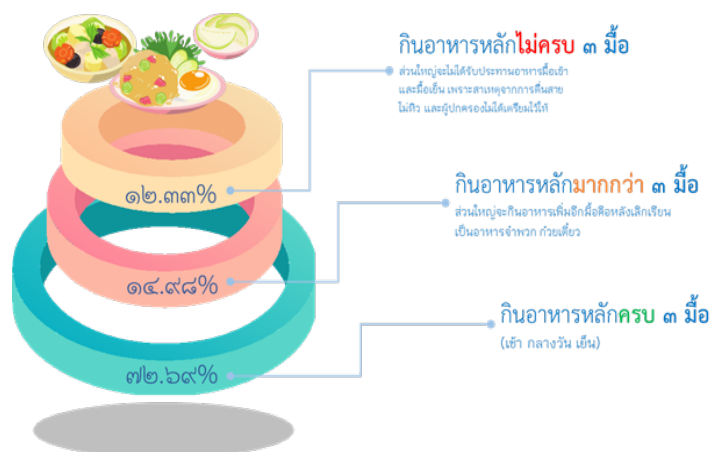 กินอาหารหลักไม่ครบ ๓ มื้อ
ส่วนใหญ่จะไม่ได้รับประทานอาหารมื้อเช้า
และมื้อเย็น เพราะสาเหตุจากการตื่นสาย
ไม่หิว และผู้ปกครองไม่ได้เตรียมไว้ให้
๑๒.๓๓%
กินอาหารหลักมากกว่า ๓ มื้อ
ส่วนใหญ่จะกินอาหารเพิ่มอีกมื้อคือหลังเลิกเรียน
เป็นอาหารจำพวก ก๋วยเตี๋ยว
๑๔.๙๘%
กินอาหารหลักครบ ๓ มื้อ
(เช้า กลางวัน เย็น)
๗๒.๖๙%